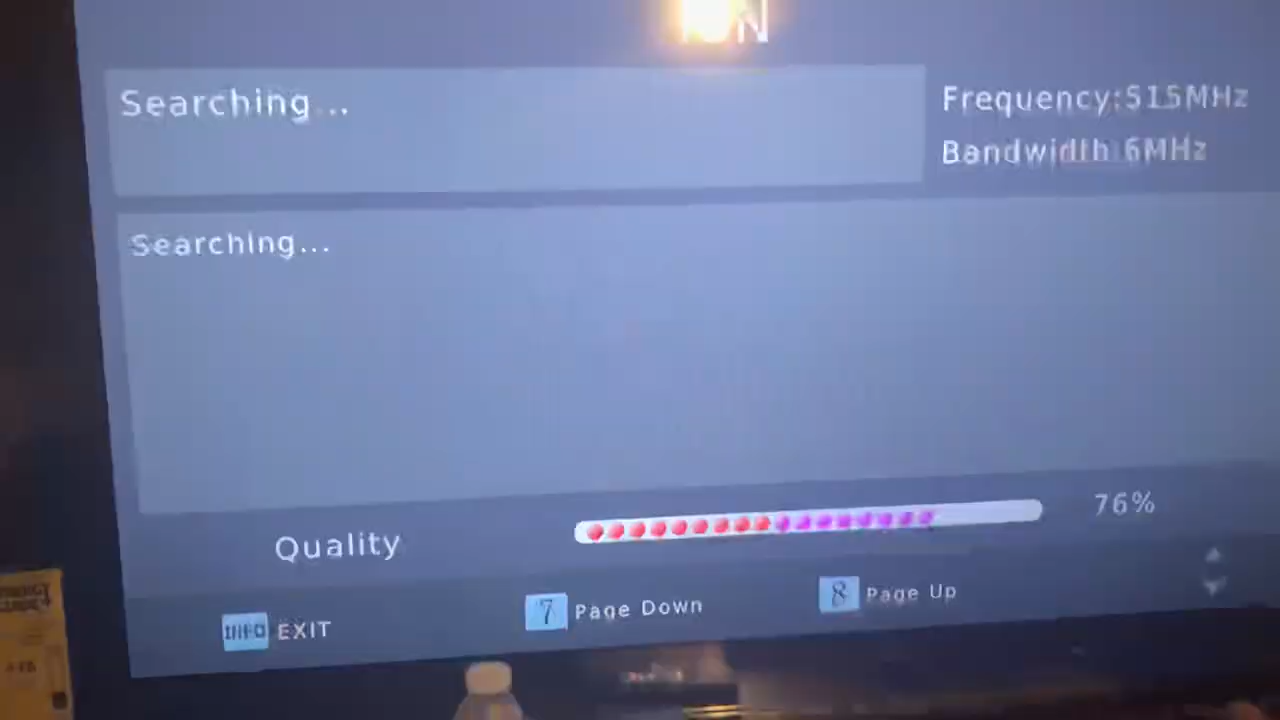 Searching...
Frequency:515MHz
Bandwidth:6MHz
Searching...
Quality
76%
INFO EXIT
7 Page Down
8 Page Up